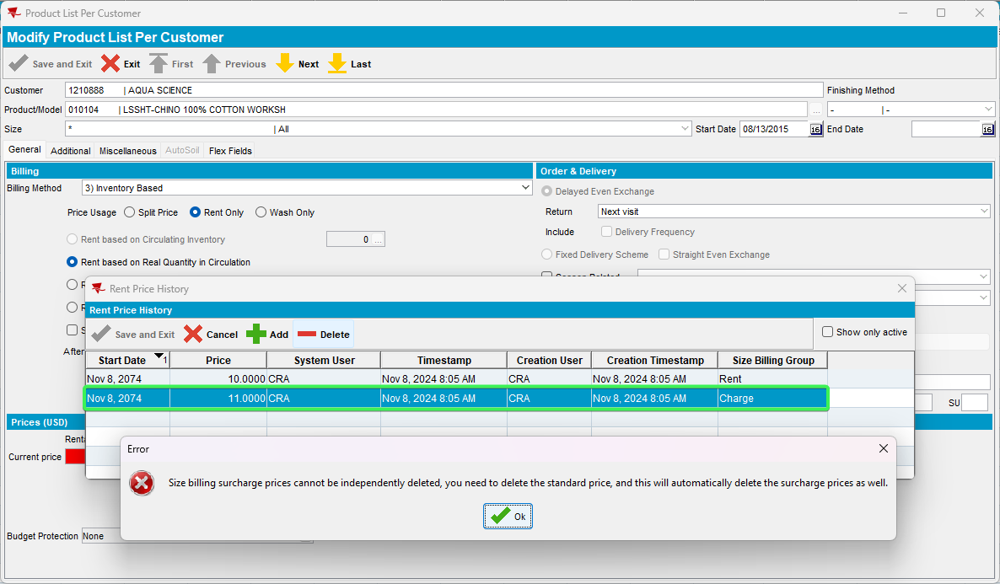 Product List Per Customer
Modify Product List Per Customer
Save and Exit Exit First Previous Next Last
Customer 1210888 | AQUA SCIENCE Finishing Method
Product/Model 010104 | LSSHT-CHINO 100% COTTON WORKSH ... - | -
Size * | All Start Date 08/13/2015 16 End Date 16
General Additional Miscellaneous AutoSoil Flex Fields
Billing Order & Delivery
Billing Method 3) Inventory Based Delayed Even Exchange
Price Usage Split Price Rent Only Wash Only Return Next visit
Include Delivery Frequency
Rent based on Circulating Inventory 0 ...
Fixed Delivery Scheme Straight Even Exchange
Rent based on Real Quantity in Circulation
Rent Price History
Rent Price History
Save and Exit Cancel Add Delete Show only active
After
Start Date 1 Price System User Timestamp Creation User Creation Timestamp Size Billing Group
Nov 8, 2074 10.0000 CRA Nov 8, 2024 8:05 AM CRA Nov 8, 2024 8:05 AM Rent
Nov 8, 2074 11.0000 CRA Nov 8, 2024 8:05 AM CRA Nov 8, 2024 8:05 AM Charge
SU
Prices (USD)
Current price
Error
Size billing surcharge prices cannot be independently deleted, you need to delete the standard price, and this will automatically delete the surcharge prices as well.
Ok
Budget Protection None